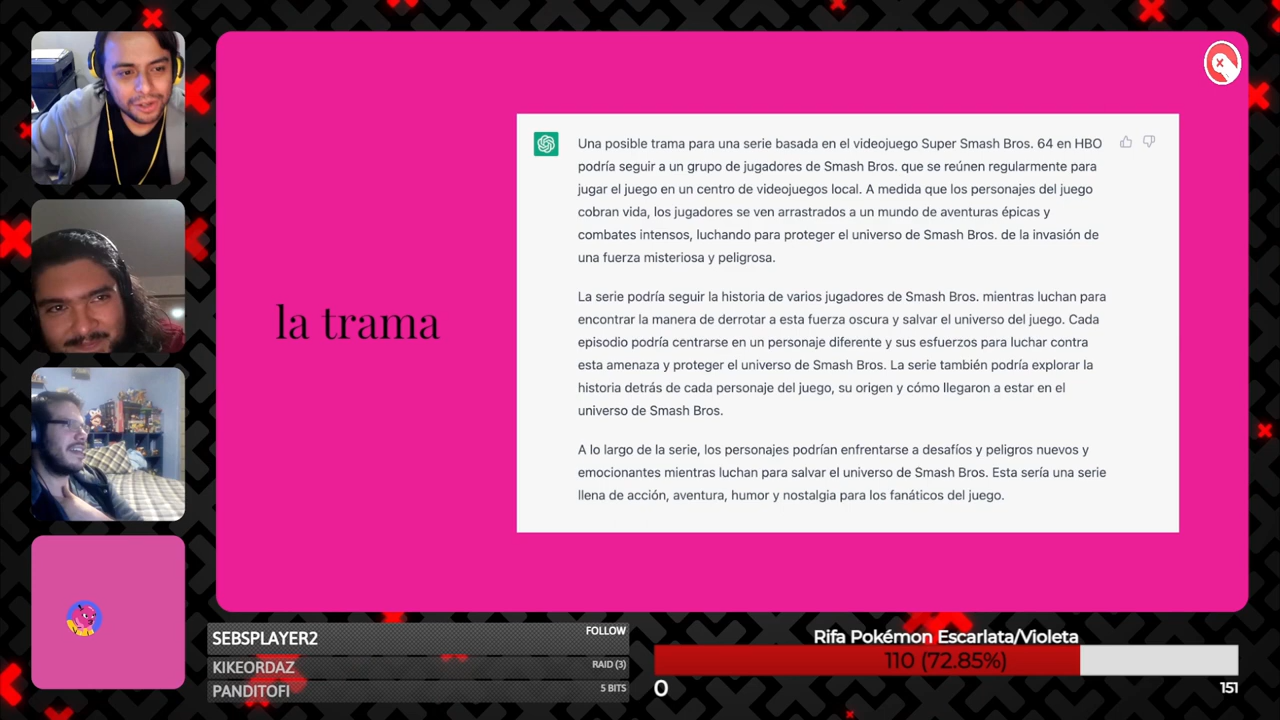 la trama
Una posible trama para una serie basada en el videojuego Super Smash Bros. 64 en HBO
podría seguir a un grupo de jugadores de Smash Bros. que se reúnen regularmente para
jugar el juego en un centro de videojuegos local. A medida que los personajes del juego
cobran vida, los jugadores se ven arrastrados a un mundo de aventuras épicas y
combates intensos, luchando para proteger el universo de Smash Bros. de la invasión de
una fuerza misteriosa y peligrosa.
La serie podría seguir la historia de varios jugadores de Smash Bros. mientras luchan para
encontrar la manera de derrotar a esta fuerza oscura y salvar el universo del juego. Cada
episodio podría centrarse en un personaje diferente y sus esfuerzos para luchar contra
esta amenaza y proteger el universo de Smash Bros. La serie también podría explorar la
historia detrás de cada personaje del juego, su origen y cómo llegaron a estar en el
universo de Smash Bros.
A lo largo de la serie, los personajes podrían enfrentarse a desafíos y peligros nuevos y
emocionantes mientras luchan para salvar el universo de Smash Bros. Esta sería una serie
llena de acción, aventura, humor y nostalgia para los fanáticos del juego.
SEBSPLAYER2 FOLLOW
KIKEORDAZ RAID (3)
PANDITOFI 5 BITS
Rifa Pokémon Escarlata/Violeta
110 (72.85%)
0 151